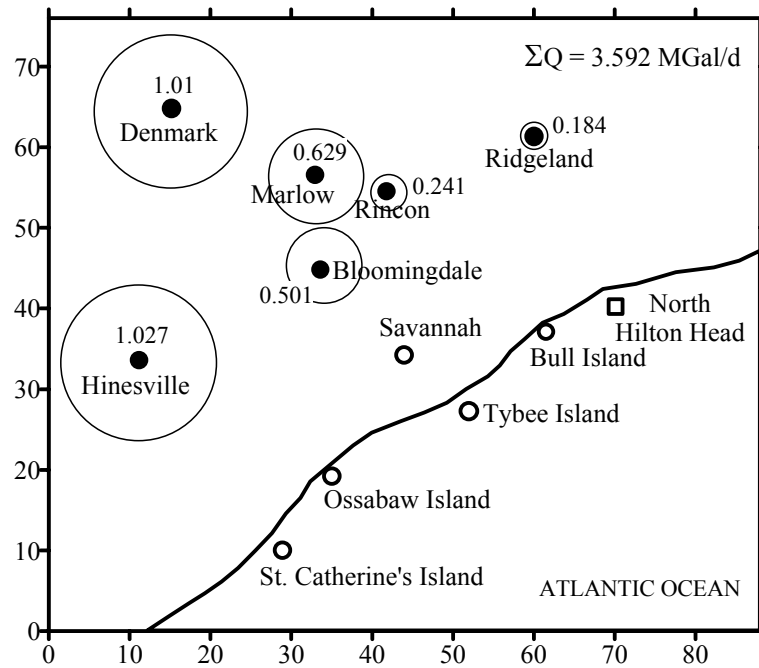 70
ΣQ = 3.592 MGal/d
1.01
Denmark
0.184
Ridgeland
60
0.629
Marlow
0.241
Rincon
50
Bloomingdale
0.501
40
North
Hilton Head
Savannah
Bull Island
1.027
Hinesville
30
Tybee Island
20
Ossabaw Island
10
St. Catherine's Island
ATLANTIC OCEAN
0
0 10 20 30 40 50 60 70 80